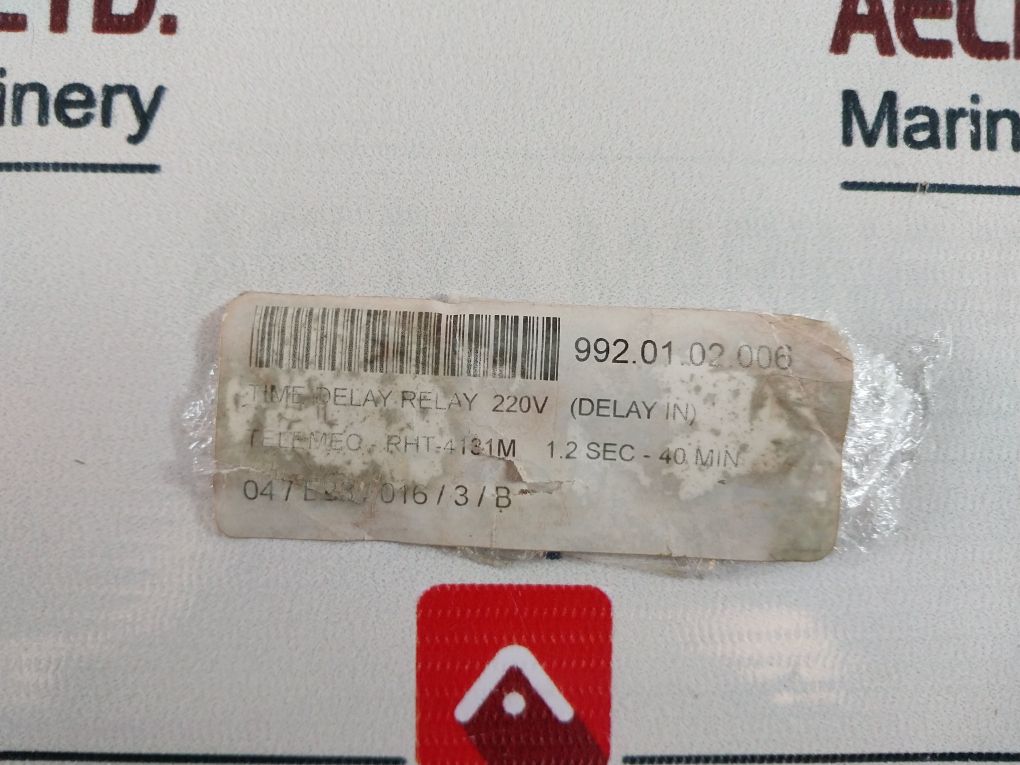 LTD.
inery
Marin
992.01.02.006
TIME DELAY RELAY 220V (DELAY IN)
RHT-4131M 1.2 SEC - 40 MIN
016 / 3 / B